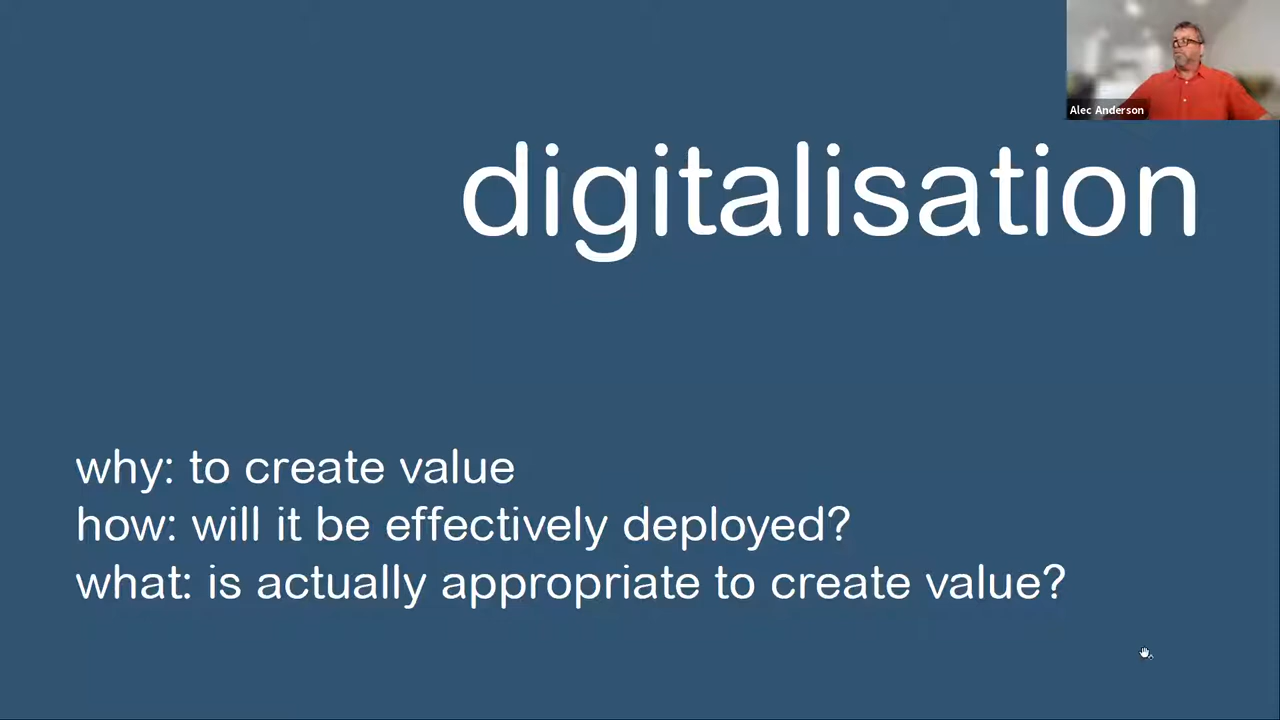 Alec Anderson
digitalisation
why: to create value
how: will it be effectively deployed?
what: is actually appropriate to create value?